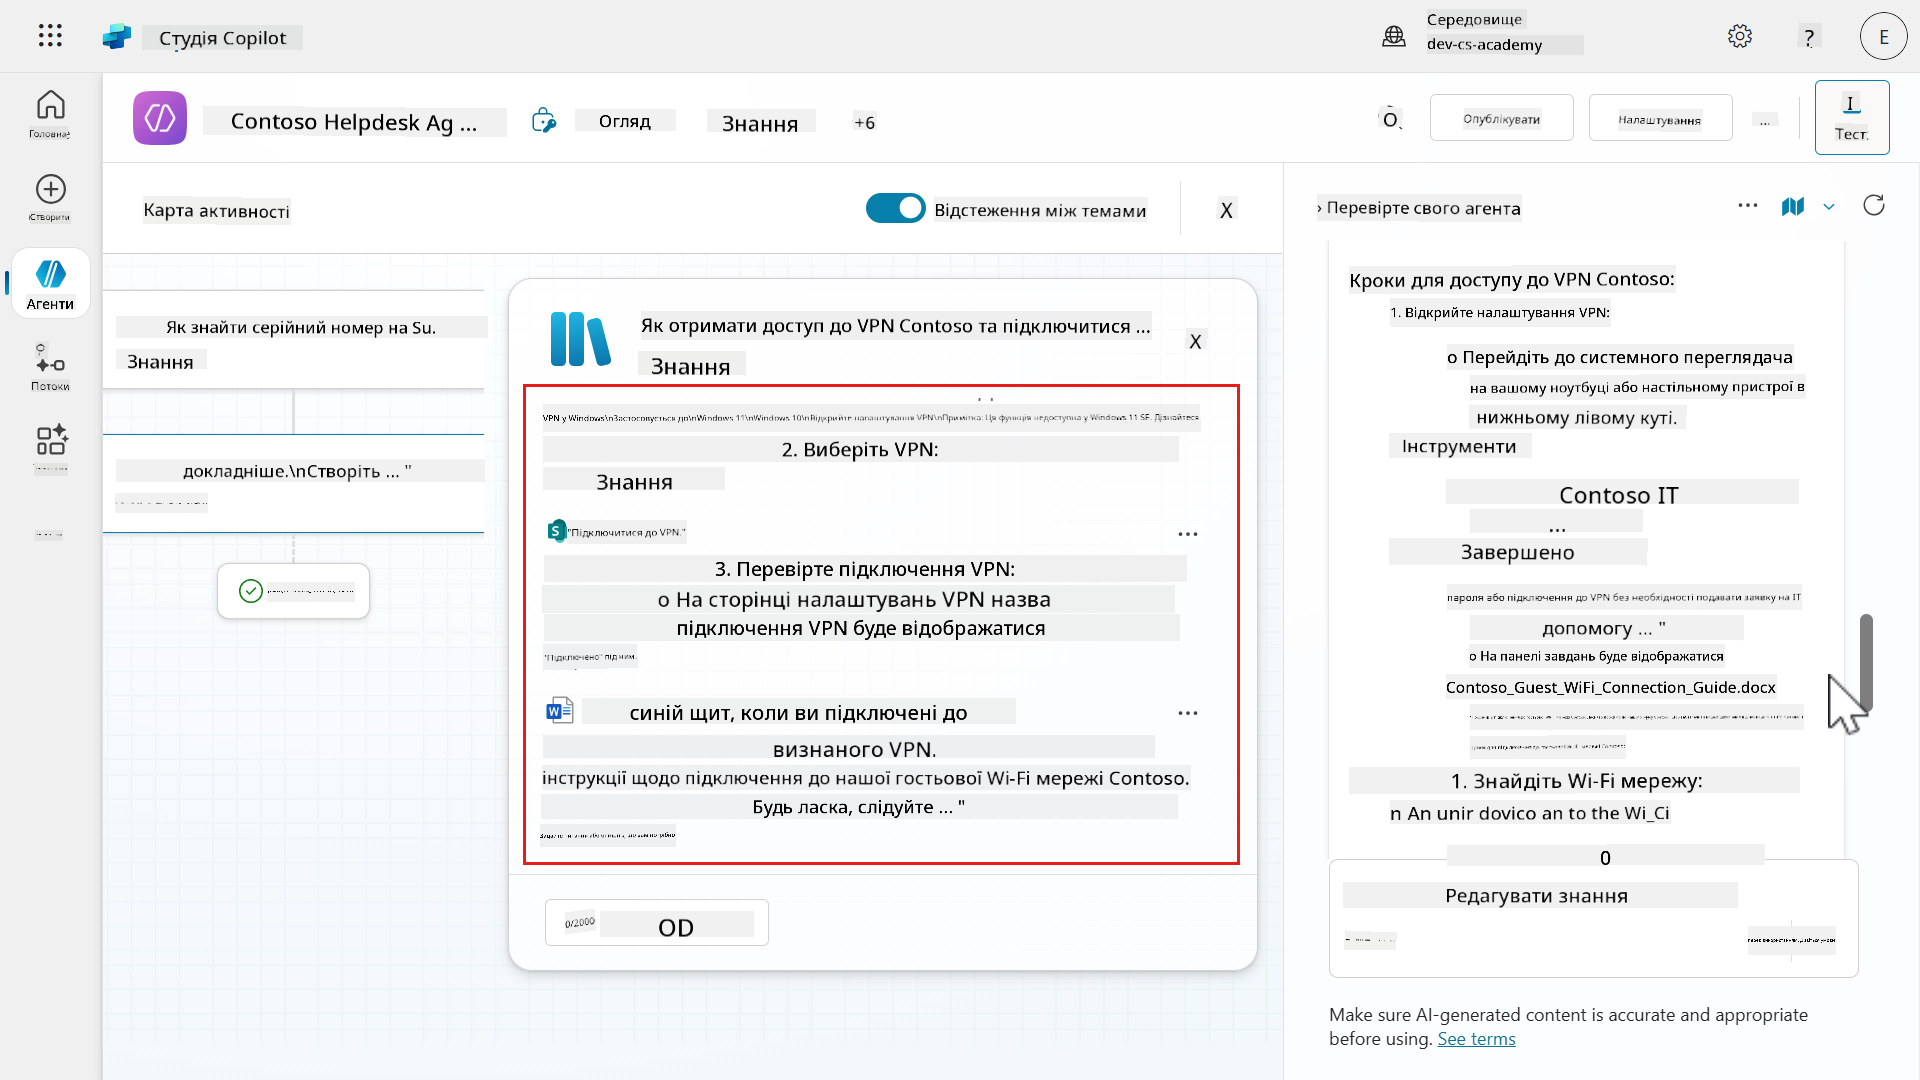 Студія Copilot
Середовище
dev-cs-academy
?
E
Головна
Створити
Агенти
Потоки
Contoso Helpdesk Ag ...
Огляд
Знання
+6
Опублікувати
Налаштування
...
Тест
Карта активності
Відстеження між темами
X
Як знайти серійний номер на Su.
Знання
докладніше.\nСтворіть ... "
Як отримати доступ до VPN Contoso та підключитися ...
Знання
X
VPN у Windows\nЗастосовується до\nWindows 11\nWindows 10\nВідкрийте налаштування VPN\nПримітка: Ця функція недоступна у Windows 11 SE. Дізнайтеся
2. Виберіть VPN:
Знання
"Підключитися до VPN."
3. Перевірте підключення VPN:
o На сторінці налаштувань VPN назва
підключення VPN буде відображатися
"Підключено" під ним.
синій щит, коли ви підключені до
визнаного VPN.
інструкції щодо підключення до нашої гостьової Wi-Fi мережі Contoso.
Будь ласка, слідуйте ... "
0/2000
OD
› Перевірте свого агента
Кроки для доступу до VPN Contoso:
1. Відкрийте налаштування VPN:
o Перейдіть до системного переглядача
на вашому ноутбуці або настільному пристрої в
нижньому лівому куті.
Інструменти
Contoso IT
...
Завершено
пароля або підключення до VPN без необхідності подавати заявку на ІТ
допомогу ... "
o На панелі завдань буде відображатися
Contoso_Guest_WiFi_Connection_Guide.docx
1. Знайдіть Wi-Fi мережу:
n An unir dovico an to the Wi_Ci
0
Редагувати знання
Make sure AI-generated content is accurate and appropriate
before using. See terms